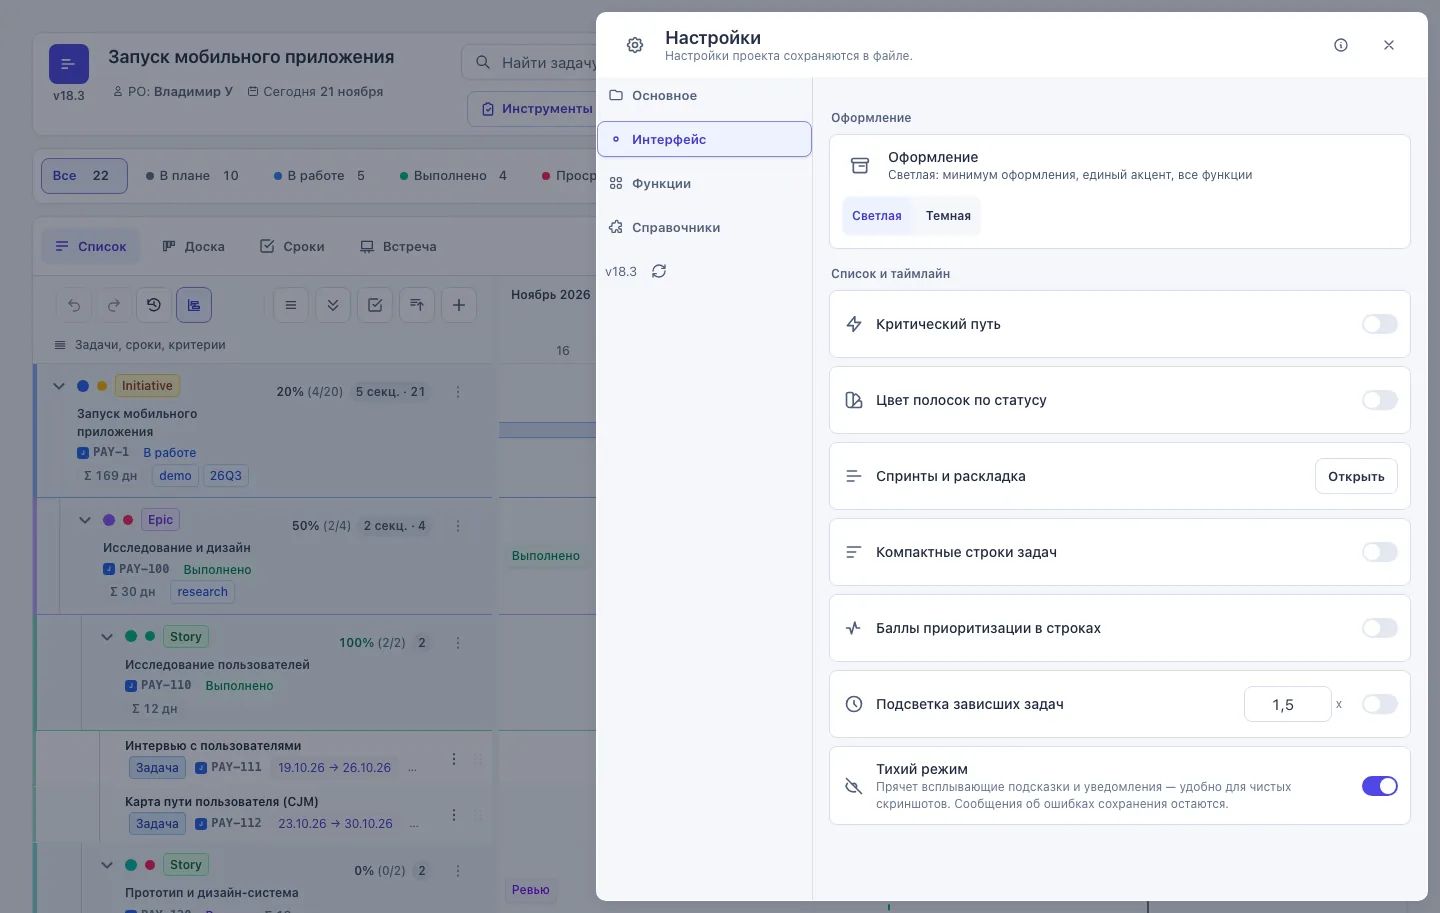 Запуск мобильного приложения
v18.3
PO: Владимир У
Сегодня 21 ноября
Найти задачу
Инструменты
Все 22
В плане 10
В работе 5
Выполнено 4
Список
Доска
Сроки
Встреча
Ноябрь 2026
Задачи, сроки, критерии
16
Initiative
20% (4/20) 5 секц. · 21
Запуск мобильного
приложения
PAY-1 В работе
Σ 169 дн demo 26Q3
Epic
50% (2/4) 2 секц. · 4
Исследование и дизайн
PAY-100 Выполнено
Σ 30 дн research
Выполнено
Story
100% (2/2) 2
Исследование пользователей
PAY-110 Выполнено
Σ 12 дн
Интервью с пользователями
Задача PAY-111 19.10.26 → 26.10.26 ...
Карта пути пользователя (CJM)
Задача PAY-112 23.10.26 → 30.10.26 ...
Story
0% (0/2) 2
Прототип и дизайн-система
Ревью
Настройки
Настройки проекта сохраняются в файле.
Основное
Интерфейс
Функции
Справочники
v18.3
Оформление
Оформление
Светлая: минимум оформления, единый акцент, все функции
Светлая Темная
Список и таймлайн
Критический путь
Цвет полосок по статусу
Спринты и раскладка
Открыть
Компактные строки задач
Баллы приоритизации в строках
Подсветка зависших задач
1,5 x
Тихий режим
Прячет всплывающие подсказки и уведомления — удобно для чистых
скриншотов. Сообщения об ошибках сохранения остаются.